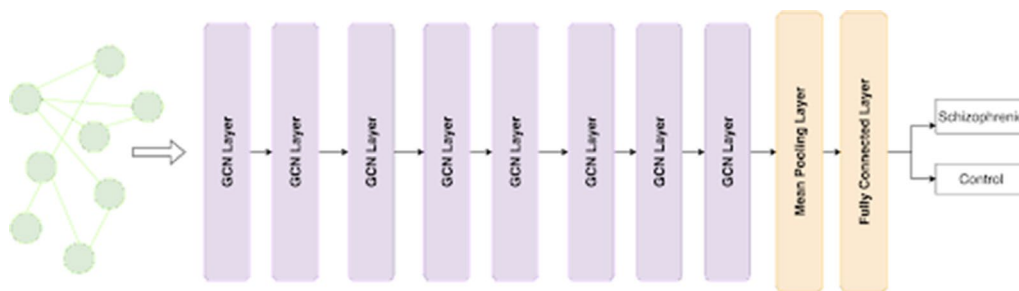 GCN Layer
GCN Layer
GCN Layer
GCN Layer
GCN Layer
GCN Layer
GCN Layer
GCN Layer
Mean Pooling Layer
Fully Connected Layer
Schizophrenic
Control